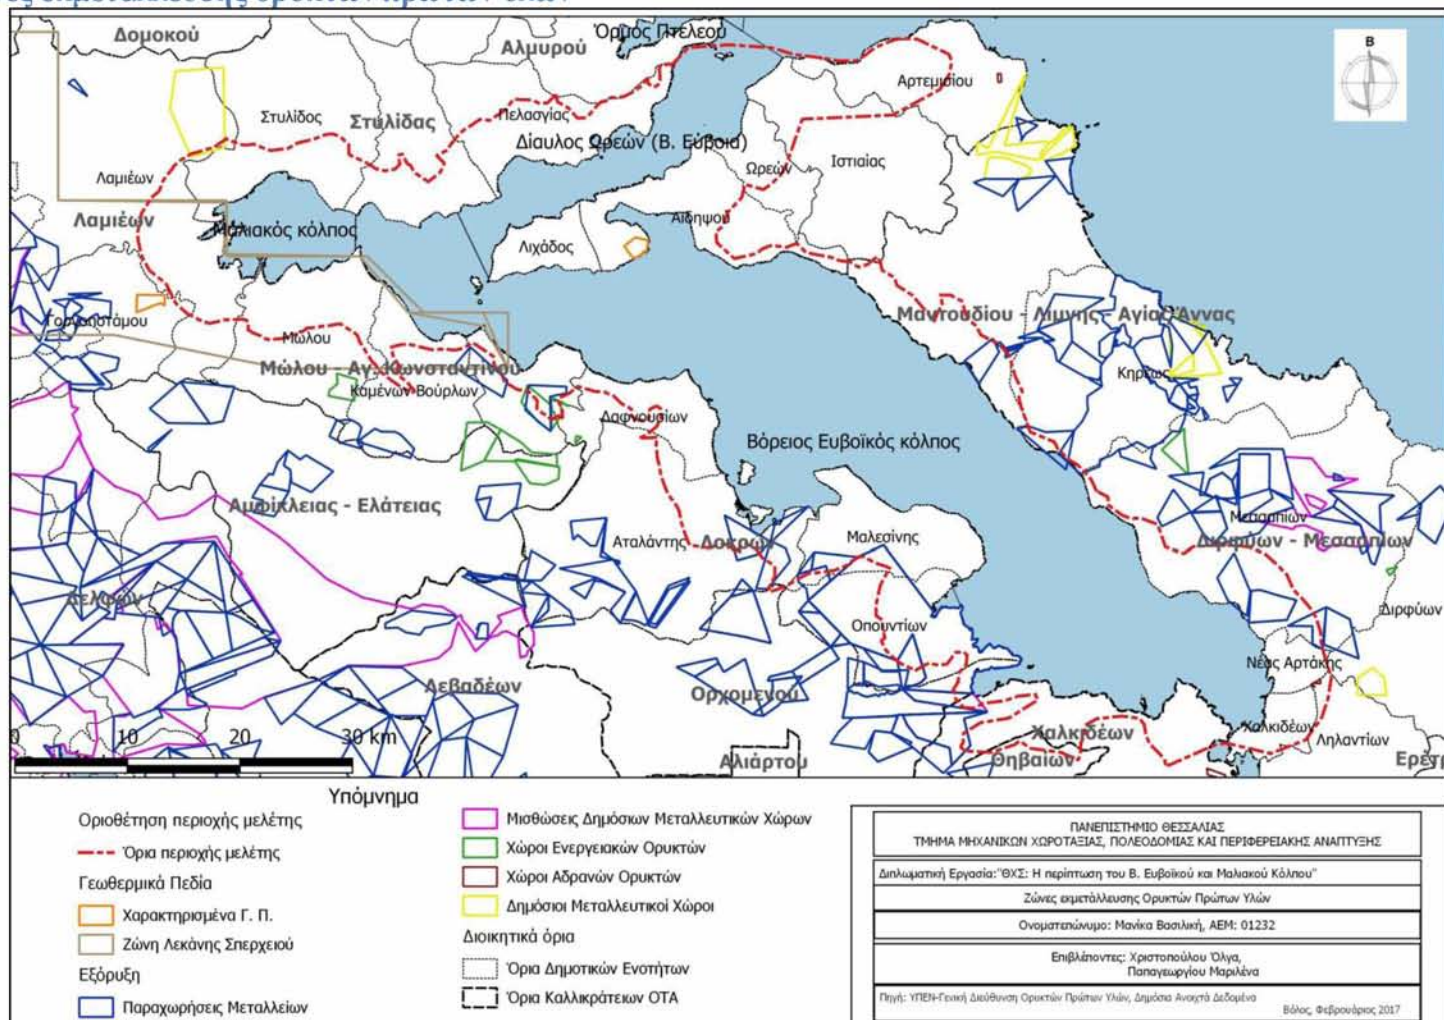 Δομοκού
Αλμυρού
Όρμος Πτελεού
Β
Αρτεμισίου
Στυλίδος
Στυλίδας
Πελασγίας
Δίαυλος Ωρεών (Β. Εύβοια)
Ωρεών
Ιστιαίας
Λαμιέων
Λαμιέων
Μαλιακός κόλπος
Λιχάδος
Αιδηψού
Μαντουδίου - Λίμνης - Αγίας Άννας
Γοργοποτάμου
Μώλου
Μώλου - Αγ. Κωνσταντίνου
Καμένων Βούρλων
Κηρέως
Δαφνουσίων
Βόρειος Ευβοϊκός κόλπος
Αμφίκλειας - Ελάτειας
Αταλάντης
Λοκρών
Μαλεσίνης
Μεσσαπίων
Διρφύων - Μεσσαπίων
Δελφών
Οπουντίων
Διρφύων
Νέας Αρτάκης
Λεβαδέων
Ορχομενού
Χαλκιδέων
Χαλκιδέων
Ληλαντίων
Αλιάρτου
Θηβαίων
0 10 20 30 km
Υπόμνημα
Οριοθέτηση περιοχής μελέτης
Όρια περιοχής μελέτης
Γεωθερμικά Πεδία
Χαρακτηρισμένα Γ. Π.
Ζώνη Λεκάνης Σπερχειού
Εξόρυξη
Παραχωρήσεις Μεταλλείων
Μισθώσεις Δημόσιων Μεταλλευτικών Χώρων
Χώροι Ενεργειακών Ορυκτών
Χώροι Αδρανών Ορυκτών
Δημόσιοι Μεταλλευτικοί Χώροι
Διοικητικά όρια
Όρια Δημοτικών Ενοτήτων
Όρια Καλλικράτειων ΟΤΑ
ΠΑΝΕΠΙΣΤΗΜΙΟ ΘΕΣΣΑΛΙΑΣ
ΤΜΗΜΑ ΜΗΧΑΝΙΚΩΝ ΧΩΡΟΤΑΞΙΑΣ, ΠΟΛΕΟΔΟΜΙΑΣ ΚΑΙ ΠΕΡΙΦΕΡΕΙΑΚΗΣ ΑΝΑΠΤΥΞΗΣ
Διπλωματική Εργασία:"ΘΧΣ: Η περίπτωση του Β. Ευβοϊκού και Μαλιακού Κόλπου"
Ζώνες εκμετάλλευσης Ορυκτών Πρώτων Υλών
Ονοματεπώνυμο: Μανίκα Βασιλική, ΑΕΜ: 01232
Επιβλέποντες: Χριστοπούλου Όλγα,
Παπαγεωργίου Μαριλένα
Πηγή: ΥΠΕΝ-Γενική Διεύθυνση Ορυκτών Πρώτων Υλών, Δημόσια Ανοιχτά Δεδομένα
Βόλος, Φεβρουάριος 2017